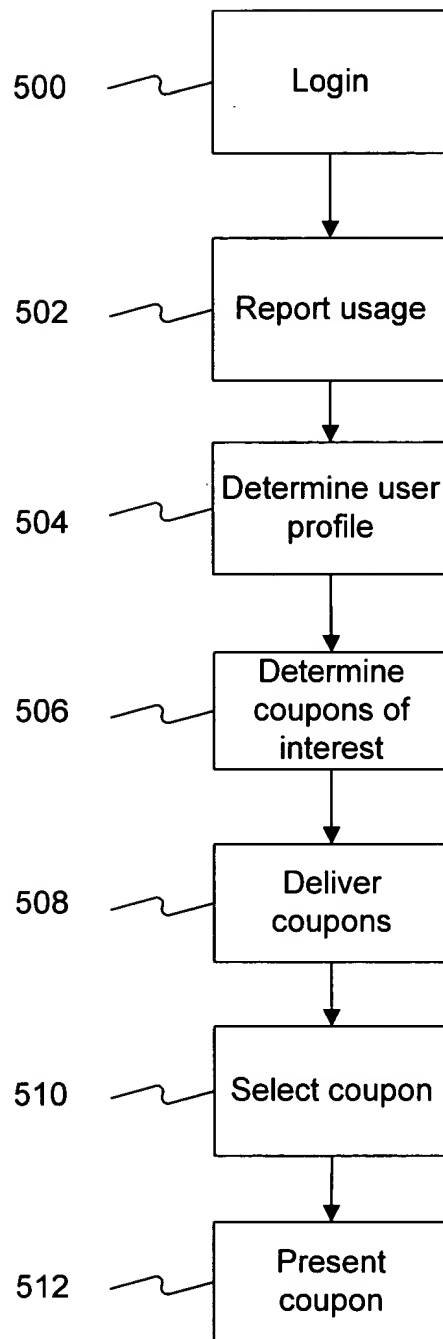 500
Login
502
Report usage
504
Determine user
profile
506
Determine
coupons of
interest
508
Deliver
coupons
510
Select coupon
512
Present
coupon